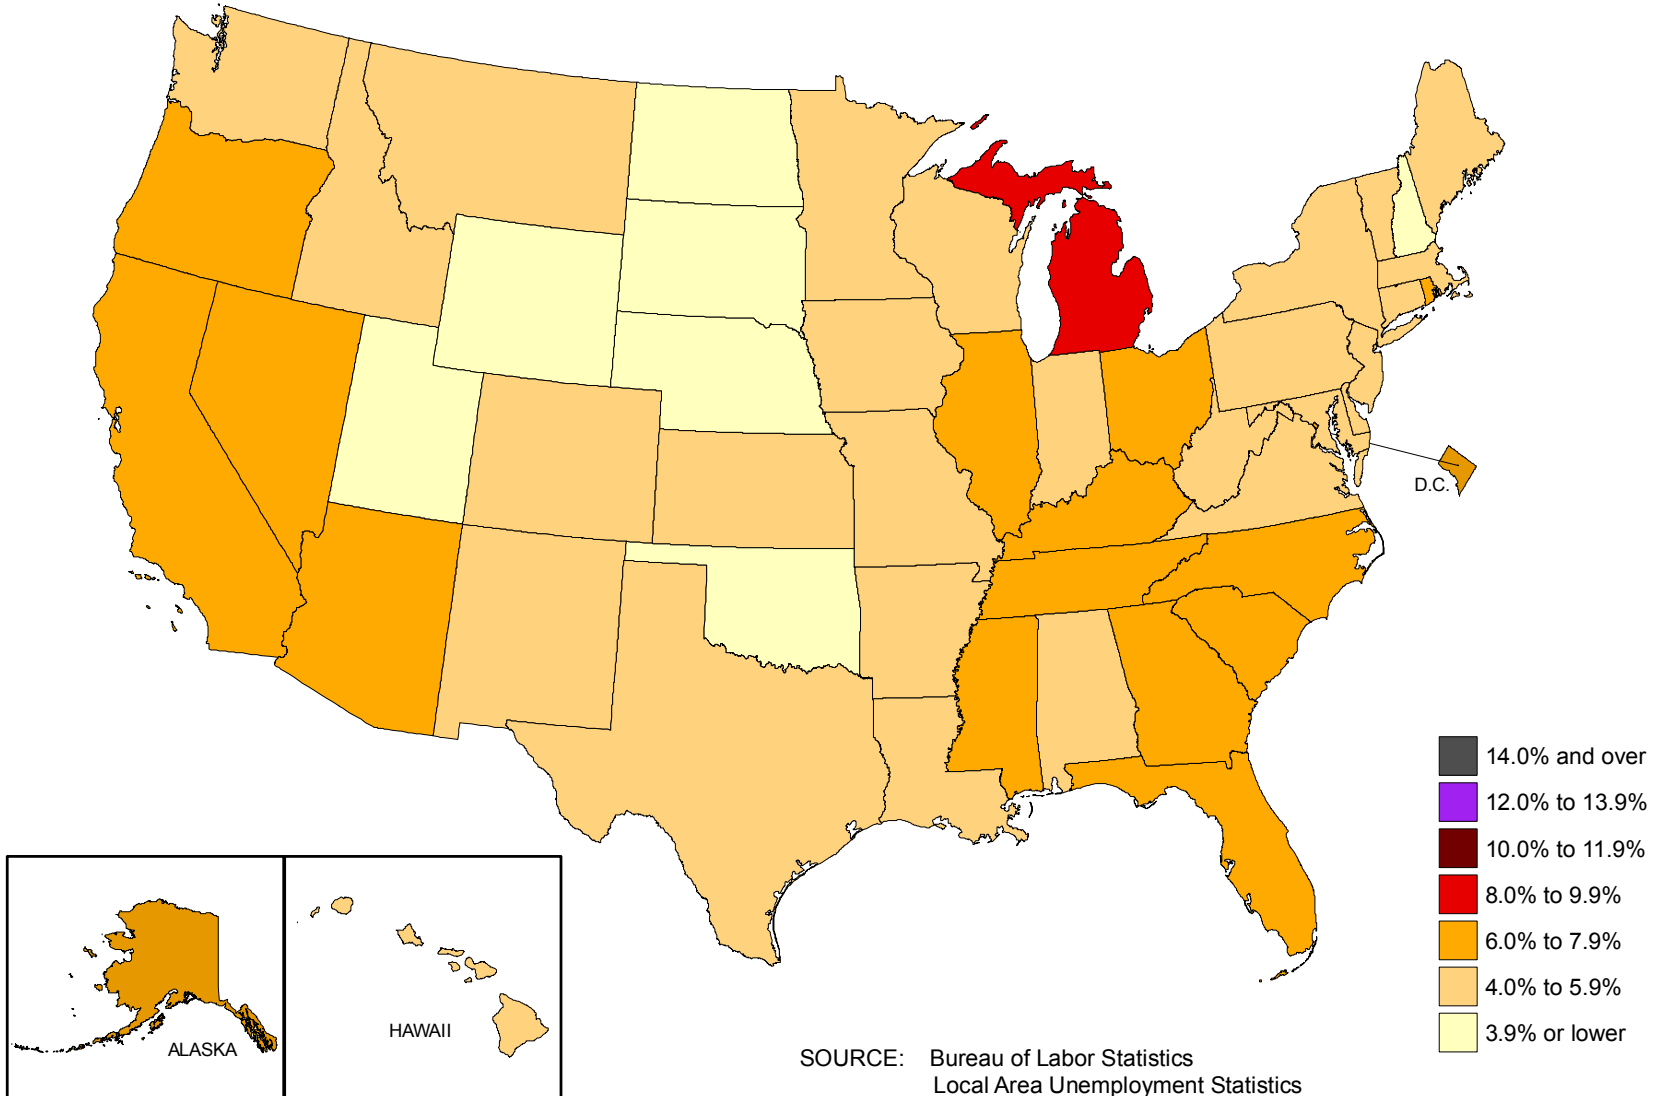 D.C.
14.0% and over
12.0% to 13.9%
10.0% to 11.9%
8.0% to 9.9%
6.0% to 7.9%
4.0% to 5.9%
3.9% or lower
ALASKA
HAWAII
SOURCE: Bureau of Labor Statistics
Local Area Unemployment Statistics